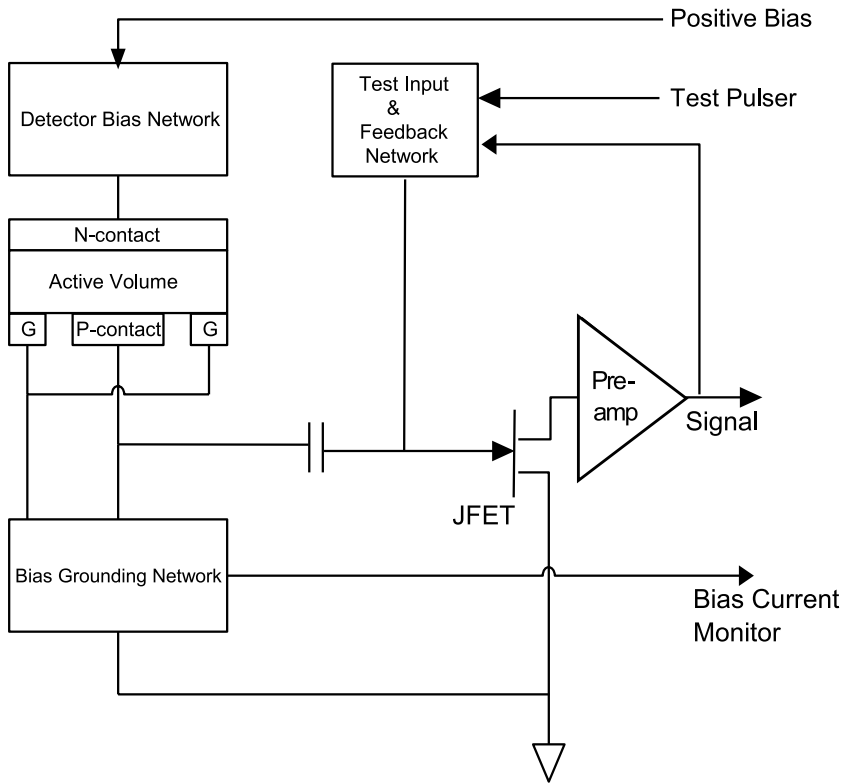 Positive Bias
Detector Bias Network
Test Input
&
Feedback
Network
Test Pulser
N-contact
Active Volume
G
P-contact
G
Pre-
amp
Signal
JFET
Bias Grounding Network
Bias Current
Monitor